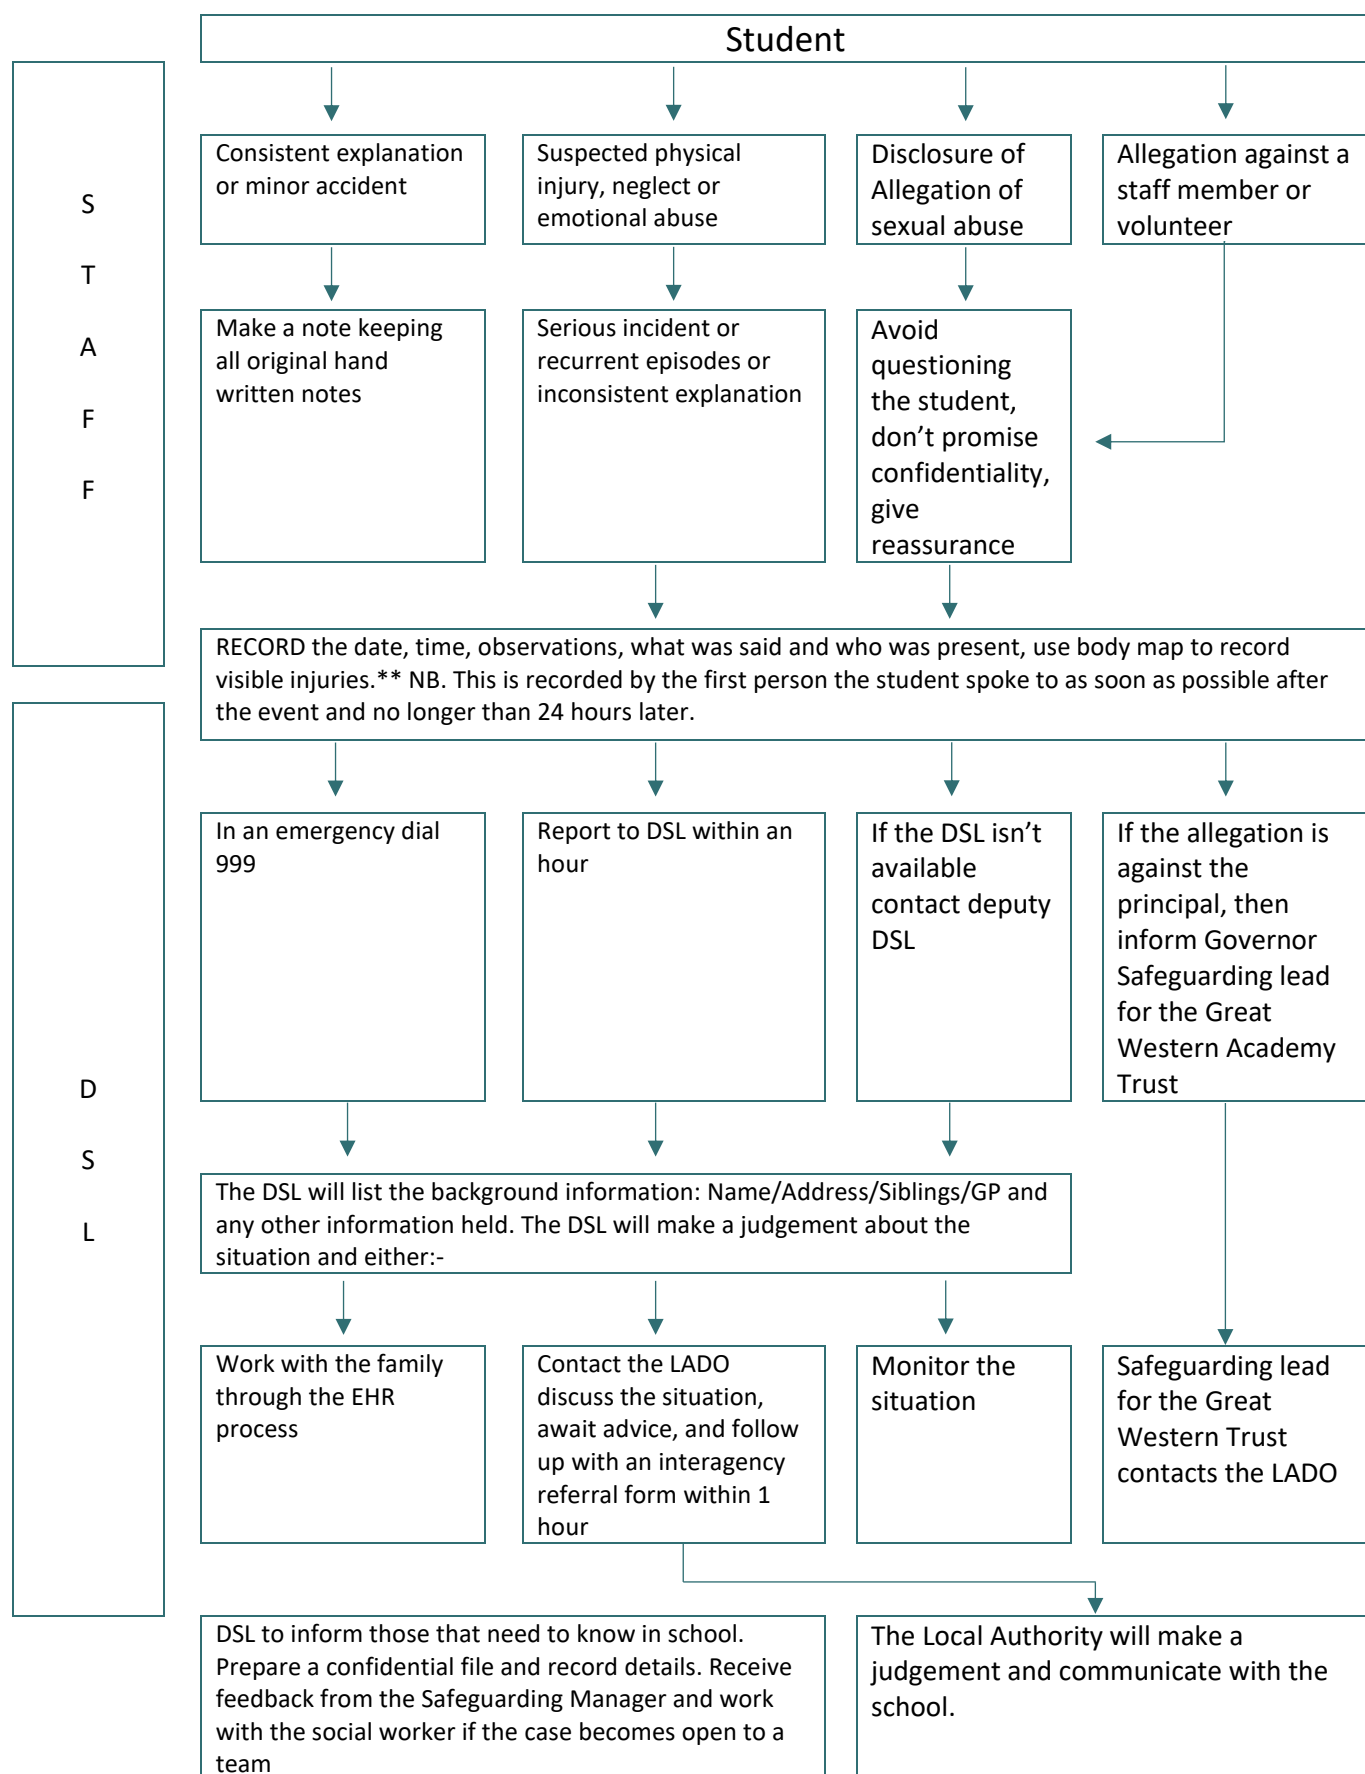 Student
S
T
A
F
F
Consistent explanation
or minor accident
Suspected physical
injury, neglect or
emotional abuse
Disclosure of
Allegation of
sexual abuse
Allegation against a
staff member or
volunteer
Make a note keeping
all original hand
written notes
Serious incident or
recurrent episodes or
inconsistent explanation
Avoid
questioning
the student,
don’t promise
confidentiality,
give
reassurance
RECORD the date, time, observations, what was said and who was present, use body map to record
visible injuries.** NB. This is recorded by the first person the student spoke to as soon as possible after
the event and no longer than 24 hours later.
D
S
L
In an emergency dial
999
Report to DSL within an
hour
If the DSL isn’t
available
contact deputy
DSL
If the allegation is
against the
principal, then
inform Governor
Safeguarding lead
for the Great
Western Academy
Trust
The DSL will list the background information: Name/Address/Siblings/GP and
any other information held. The DSL will make a judgement about the
situation and either:-
Work with the family
through the EHR
process
Contact the LADO
discuss the situation,
await advice, and follow
up with an interagency
referral form within 1
hour
Monitor the
situation
Safeguarding lead
for the Great
Western Trust
contacts the LADO
DSL to inform those that need to know in school.
Prepare a confidential file and record details. Receive
feedback from the Safeguarding Manager and work
with the social worker if the case becomes open to a
team
The Local Authority will make a
judgement and communicate with the
school.